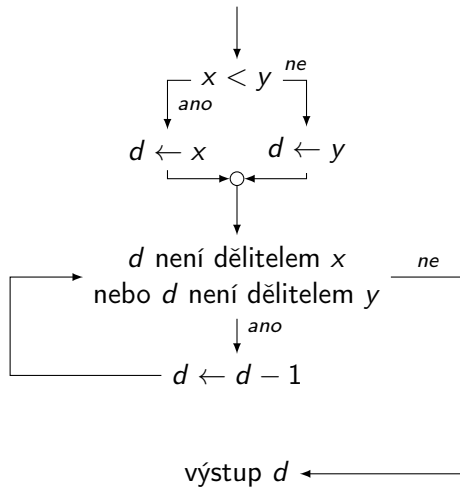 x < y
ne
ano
d ← x
d ← y
d není dělitelem x
nebo d není dělitelem y
ne
ano
d ← d − 1
výstup d